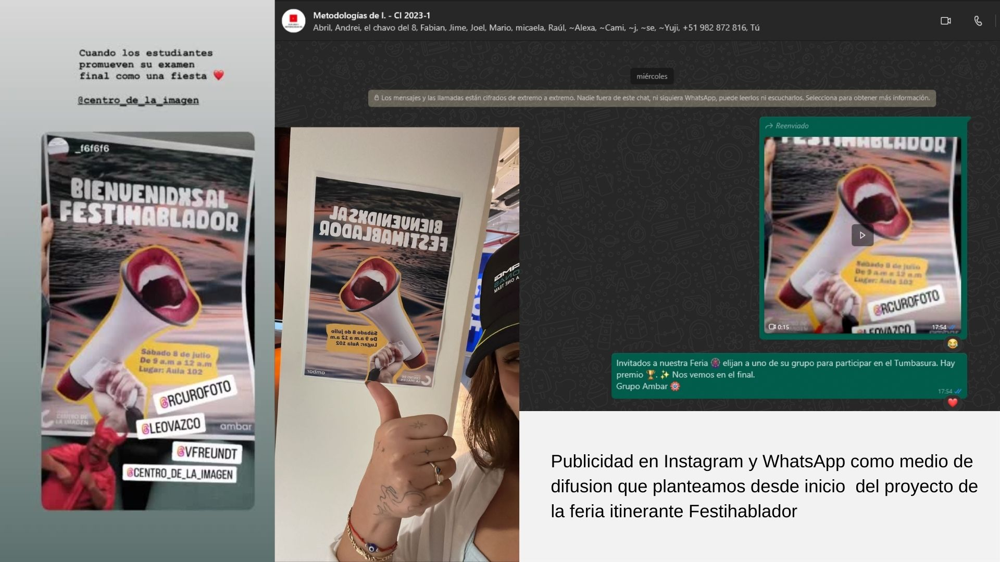 Cuando los estudiantes
promueven su examen
final como una fiesta ❤️
@centro_de_la_imagen
_f6f6f6
BIENVENIDXS AL
FESTIHABLADOR
Sábado 8 de julio
De 9 a.m a 12 a.m
Lugar: Aula 102
@RCUROFOTO
CENTRO DE
LA IMAGEN
@LEOVAZCO
ambar
@VFREUNDT
@CENTRO_DE_LA_IMAGEN
BIENVENIDXS AL
FESTIHABLADOR
Sábado 8 de julio
De 9 a.m a 12 a.m
Lugar: Aula 102
ambar
CENTRO DE
LA IMAGEN
Metodologías de I. - CI 2023-1
Abril, Andrei, el chavo del 8, Fabian, Jime, Joel, Mario, micaela, Raúl, ~Alexa, ~Cami, ~j, ~se, ~Yuji, +51 982 872 816, Tú
miércoles
Los mensajes y las llamadas están cifrados de extremo a extremo. Nadie fuera de este chat, ni siquiera WhatsApp, puede leerlos ni escucharlos. Selecciona para obtener más información.
Reenviado
FESTIHABLADOR
Sábado 8 de julio
De 9 a.m a 12 a.m
Lugar: Aula 102
@RCUROFOTO
@LEOVAZCO
0:15
17:54
Invitados a nuestra Feria 🎡 elijan a uno de su grupo para participar en el Tumbasura. Hay
premio 🏆. ✨ Nos vemos en el final.
Grupo Ambar 🏵️
17:54
Publicidad en Instagram y WhatsApp como medio de
difusion que planteamos desde inicio  del proyecto de
la feria itinerante Festihablador